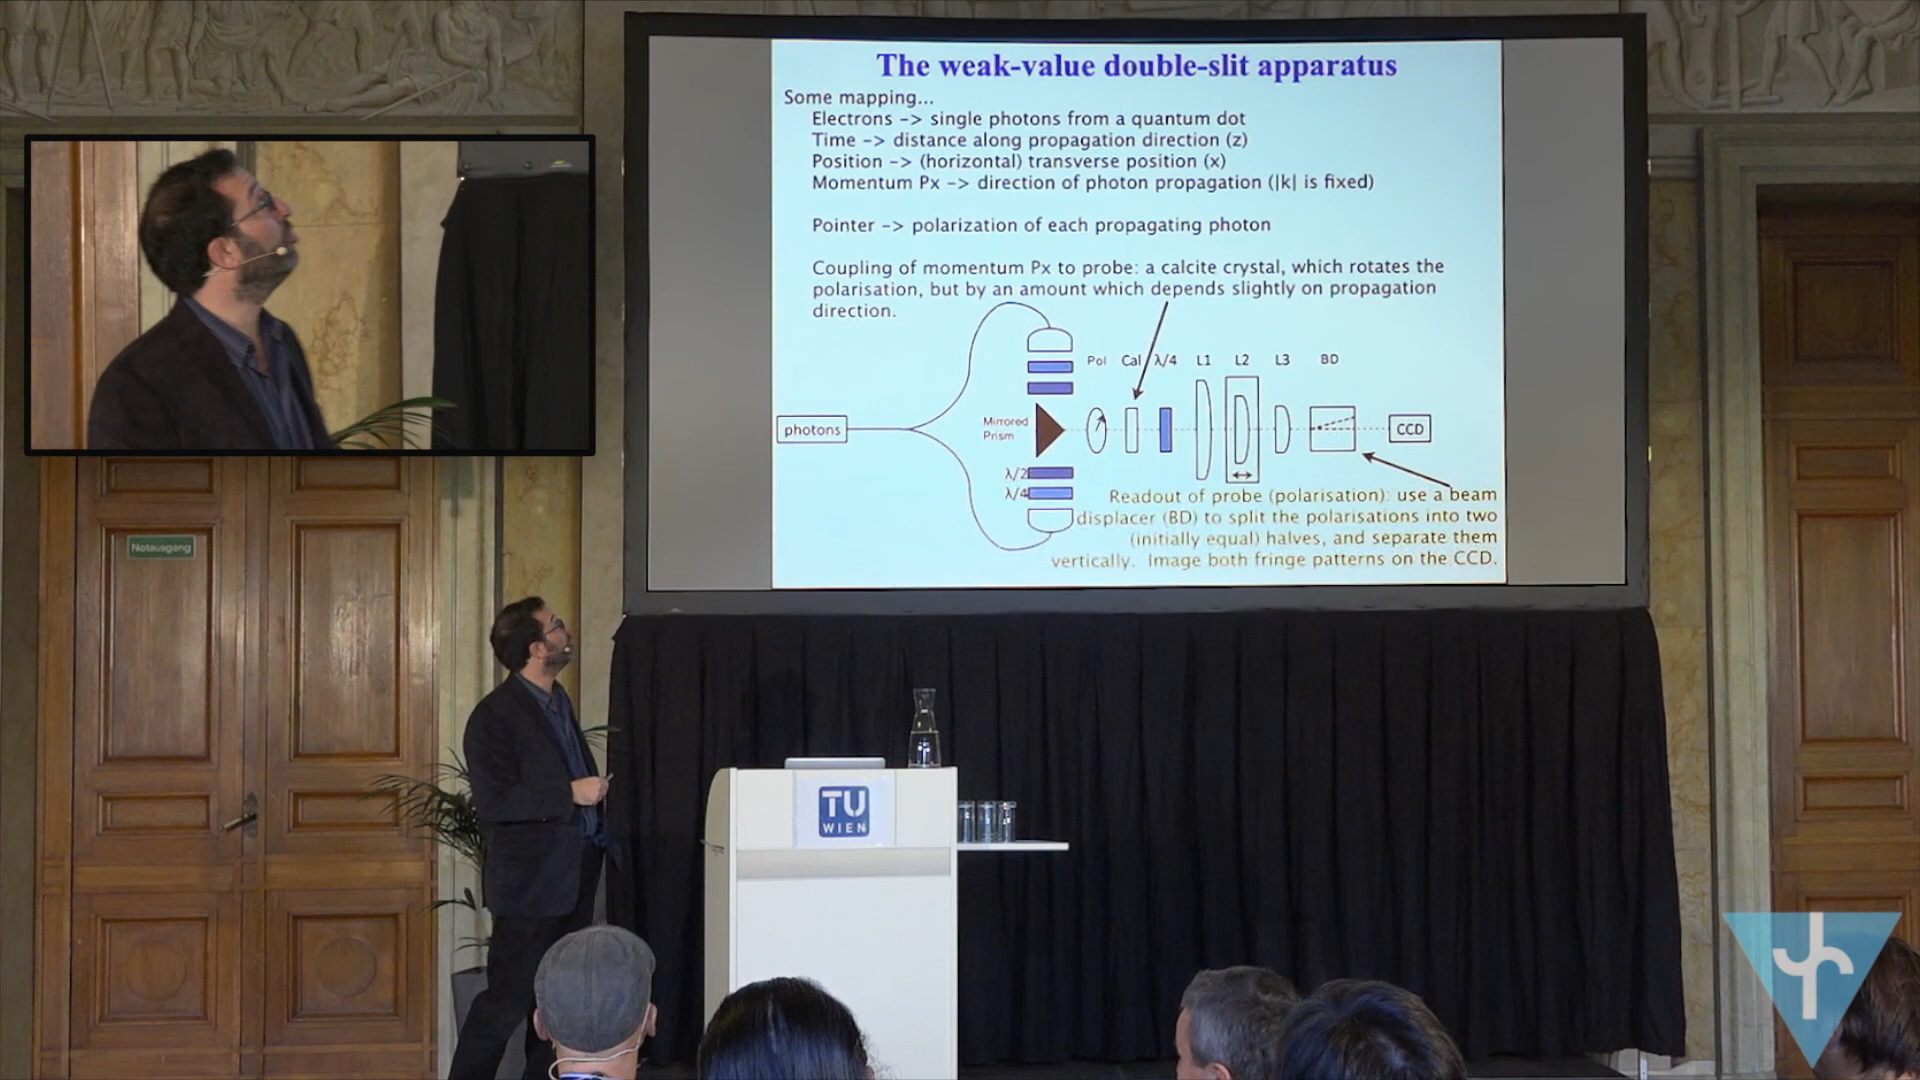 The weak-value double-slit apparatus
Some mapping...
Electrons -> single photons from a quantum dot
Time -> distance along propagation direction (z)
Position -> (horizontal) transverse position (x)
Momentum Px -> direction of photon propagation (|k| is fixed)
Pointer -> polarization of each propagating photon
Coupling of momentum Px to probe: a calcite crystal, which rotates the
polarisation, but by an amount which depends slightly on propagation
direction.
Pol Cal λ/4 L1 L2 L3 BD
photons
Mirrored
Prism
CCD
λ/2
λ/4
Readout of probe (polarisation): use a beam
displacer (BD) to split the polarisations into two
(initially equal) halves, and separate them
vertically. Image both fringe patterns on the CCD.
Notausgang
TU
WIEN